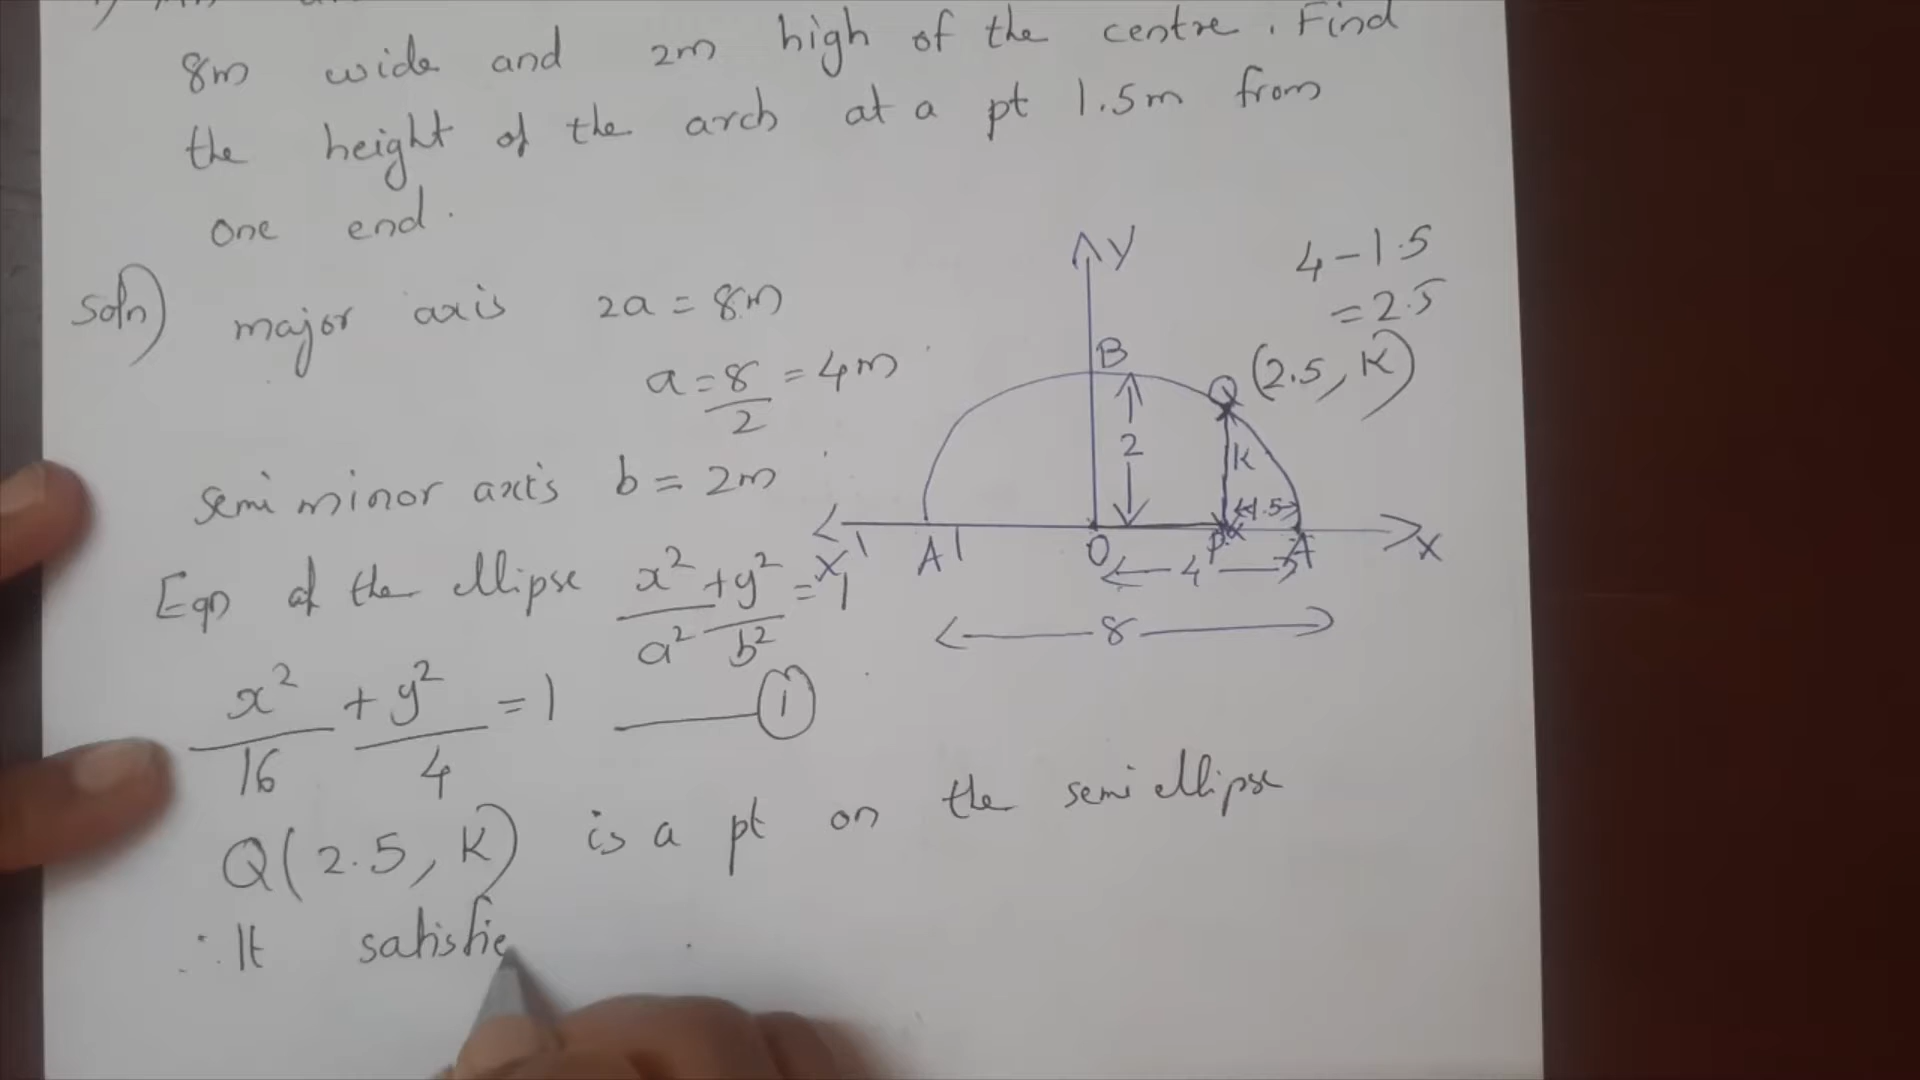 8m wide and 2m high of the centre. Find
the height of the arch at a pt 1.5m from
one end.
Soln) major axis 2a = 8m
a = 8/2 = 4m
semi minor axis b = 2m
Eqn of the ellipse x²/a² + y²/b² = 1
x²/16 + y²/4 = 1 ——— ①
Q(2.5, K) is a pt on the semi ellipse
∴ It satisfie
Y
4 - 1.5
= 2.5
B
Q (2.5, K)
2
K
1.5
X'
A'
O
P
A
X
4
8